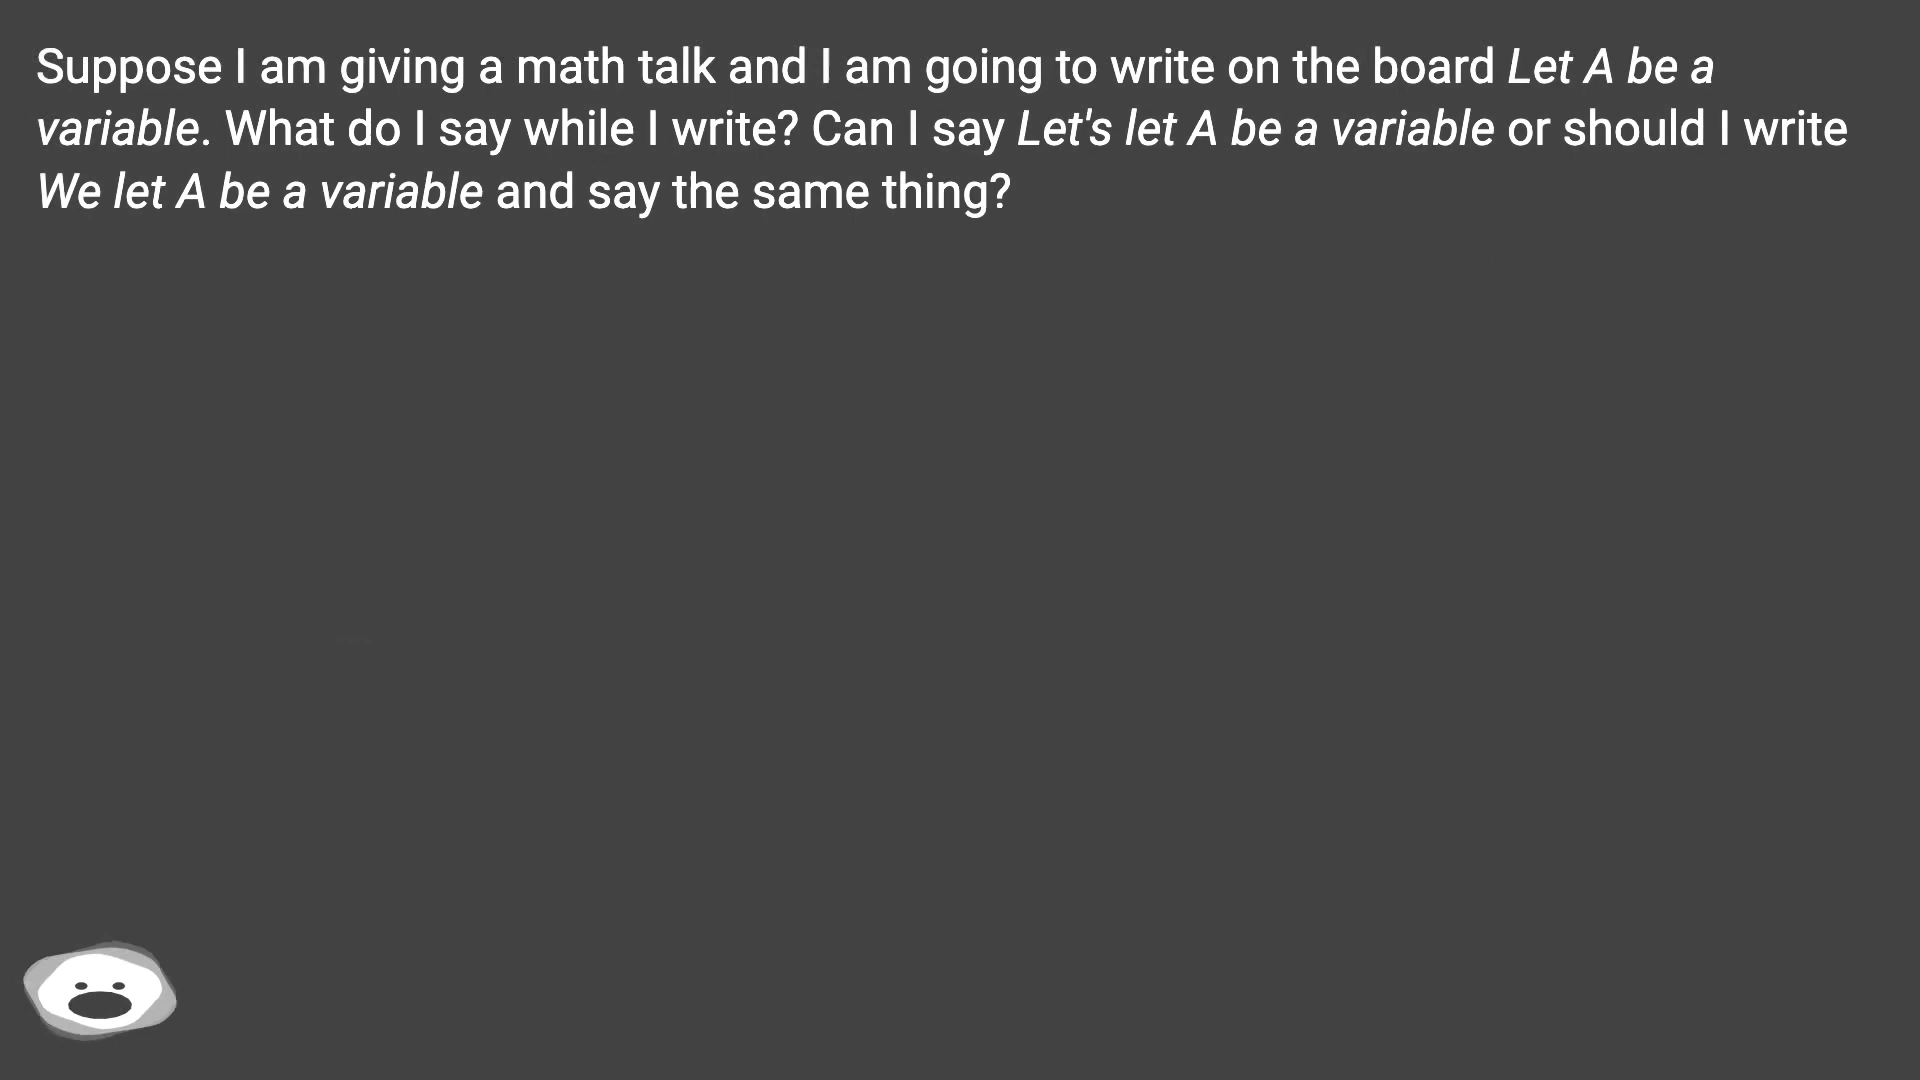 Suppose I am giving a math talk and I am going to write on the board Let A be a
variable. What do I say while I write? Can I say Let's let A be a variable or should I write
We let A be a variable and say the same thing?